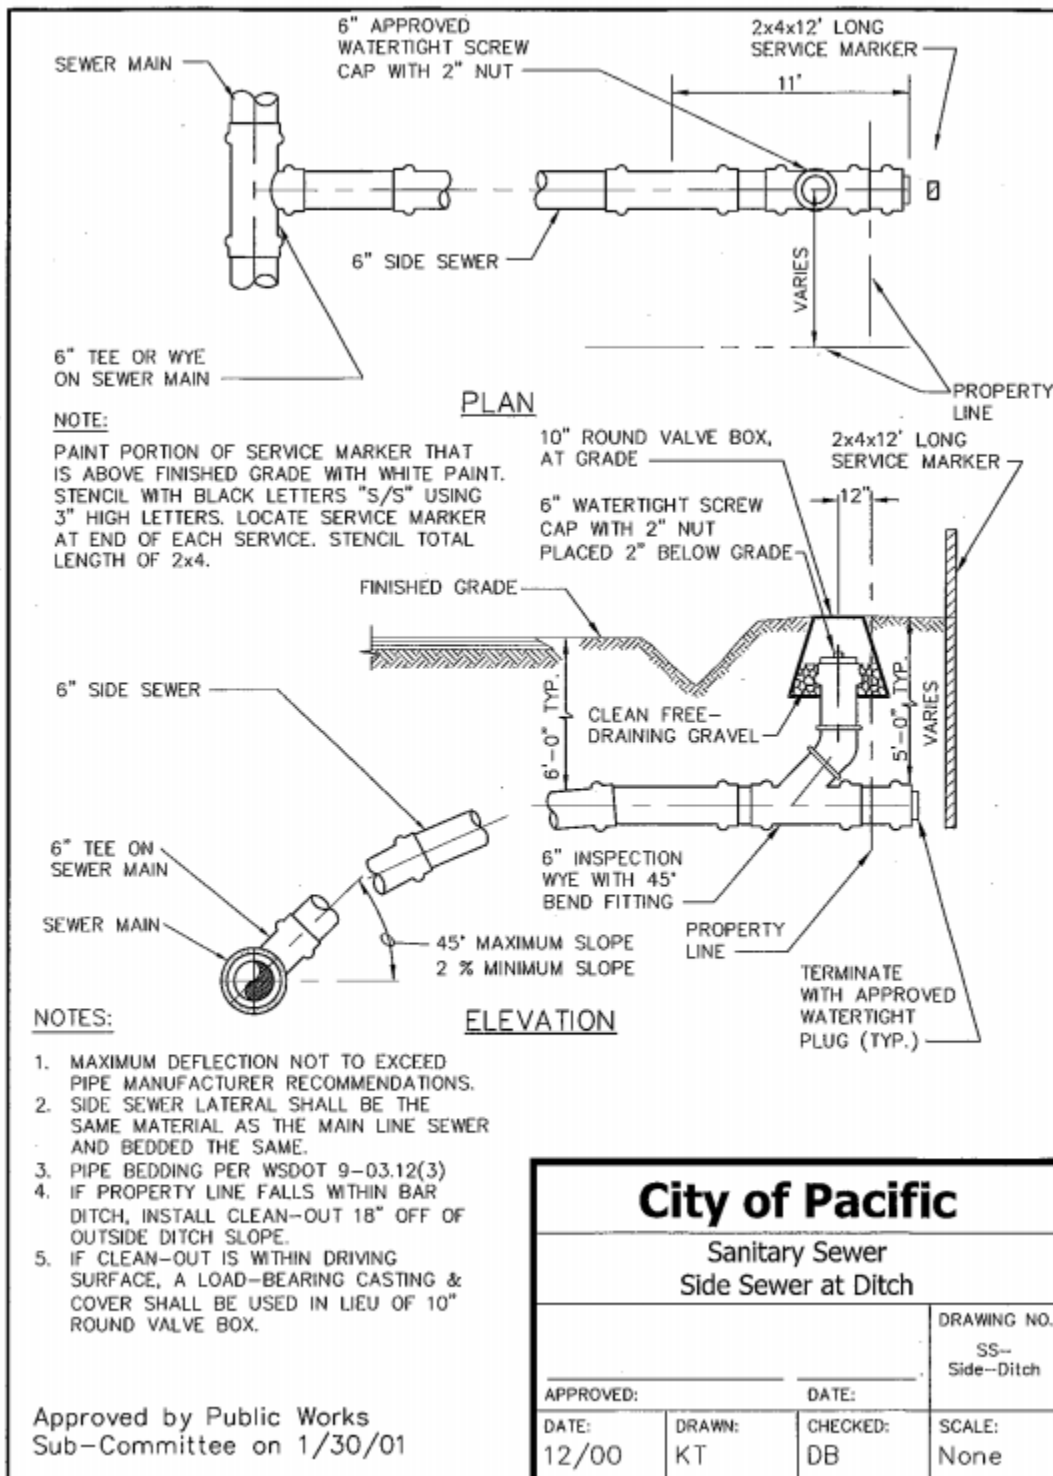 SEWER MAIN
6" APPROVED
WATERTIGHT SCREW
CAP WITH 2" NUT
2x4x12' LONG
SERVICE MARKER
11'
6" SIDE SEWER
VARIES
6" TEE OR WYE
ON SEWER MAIN
PLAN
PROPERTY
LINE
NOTE:
PAINT PORTION OF SERVICE MARKER THAT
IS ABOVE FINISHED GRADE WITH WHITE PAINT.
STENCIL WITH BLACK LETTERS "S/S" USING
3" HIGH LETTERS. LOCATE SERVICE MARKER
AT END OF EACH SERVICE. STENCIL TOTAL
LENGTH OF 2x4.
10" ROUND VALVE BOX,
AT GRADE
2x4x12' LONG
SERVICE MARKER
12"
6" WATERTIGHT SCREW
CAP WITH 2" NUT
PLACED 2" BELOW GRADE
FINISHED GRADE
6" SIDE SEWER
6'-0" TYP.
CLEAN FREE-
DRAINING GRAVEL
5'-0" TYP.
VARIES
6" TEE ON
SEWER MAIN
SEWER MAIN
45° MAXIMUM SLOPE
2 % MINIMUM SLOPE
6" INSPECTION
WYE WITH 45°
BEND FITTING
PROPERTY
LINE
TERMINATE
WITH APPROVED
WATERTIGHT
PLUG (TYP.)
ELEVATION
NOTES:
1. MAXIMUM DEFLECTION NOT TO EXCEED
PIPE MANUFACTURER RECOMMENDATIONS.
2. SIDE SEWER LATERAL SHALL BE THE
SAME MATERIAL AS THE MAIN LINE SEWER
AND BEDDED THE SAME.
3. PIPE BEDDING PER WSDOT 9-03.12(3)
4. IF PROPERTY LINE FALLS WITHIN BAR
DITCH, INSTALL CLEAN-OUT 18" OFF OF
OUTSIDE DITCH SLOPE.
5. IF CLEAN-OUT IS WITHIN DRIVING
SURFACE, A LOAD-BEARING CASTING &
COVER SHALL BE USED IN LIEU OF 10"
ROUND VALVE BOX.
Approved by Public Works
Sub-Committee on 1/30/01
City of Pacific
Sanitary Sewer
Side Sewer at Ditch
DRAWING NO.
SS-
Side-Ditch
APPROVED: DATE:
DATE: DRAWN: CHECKED: SCALE:
12/00 KT DB None